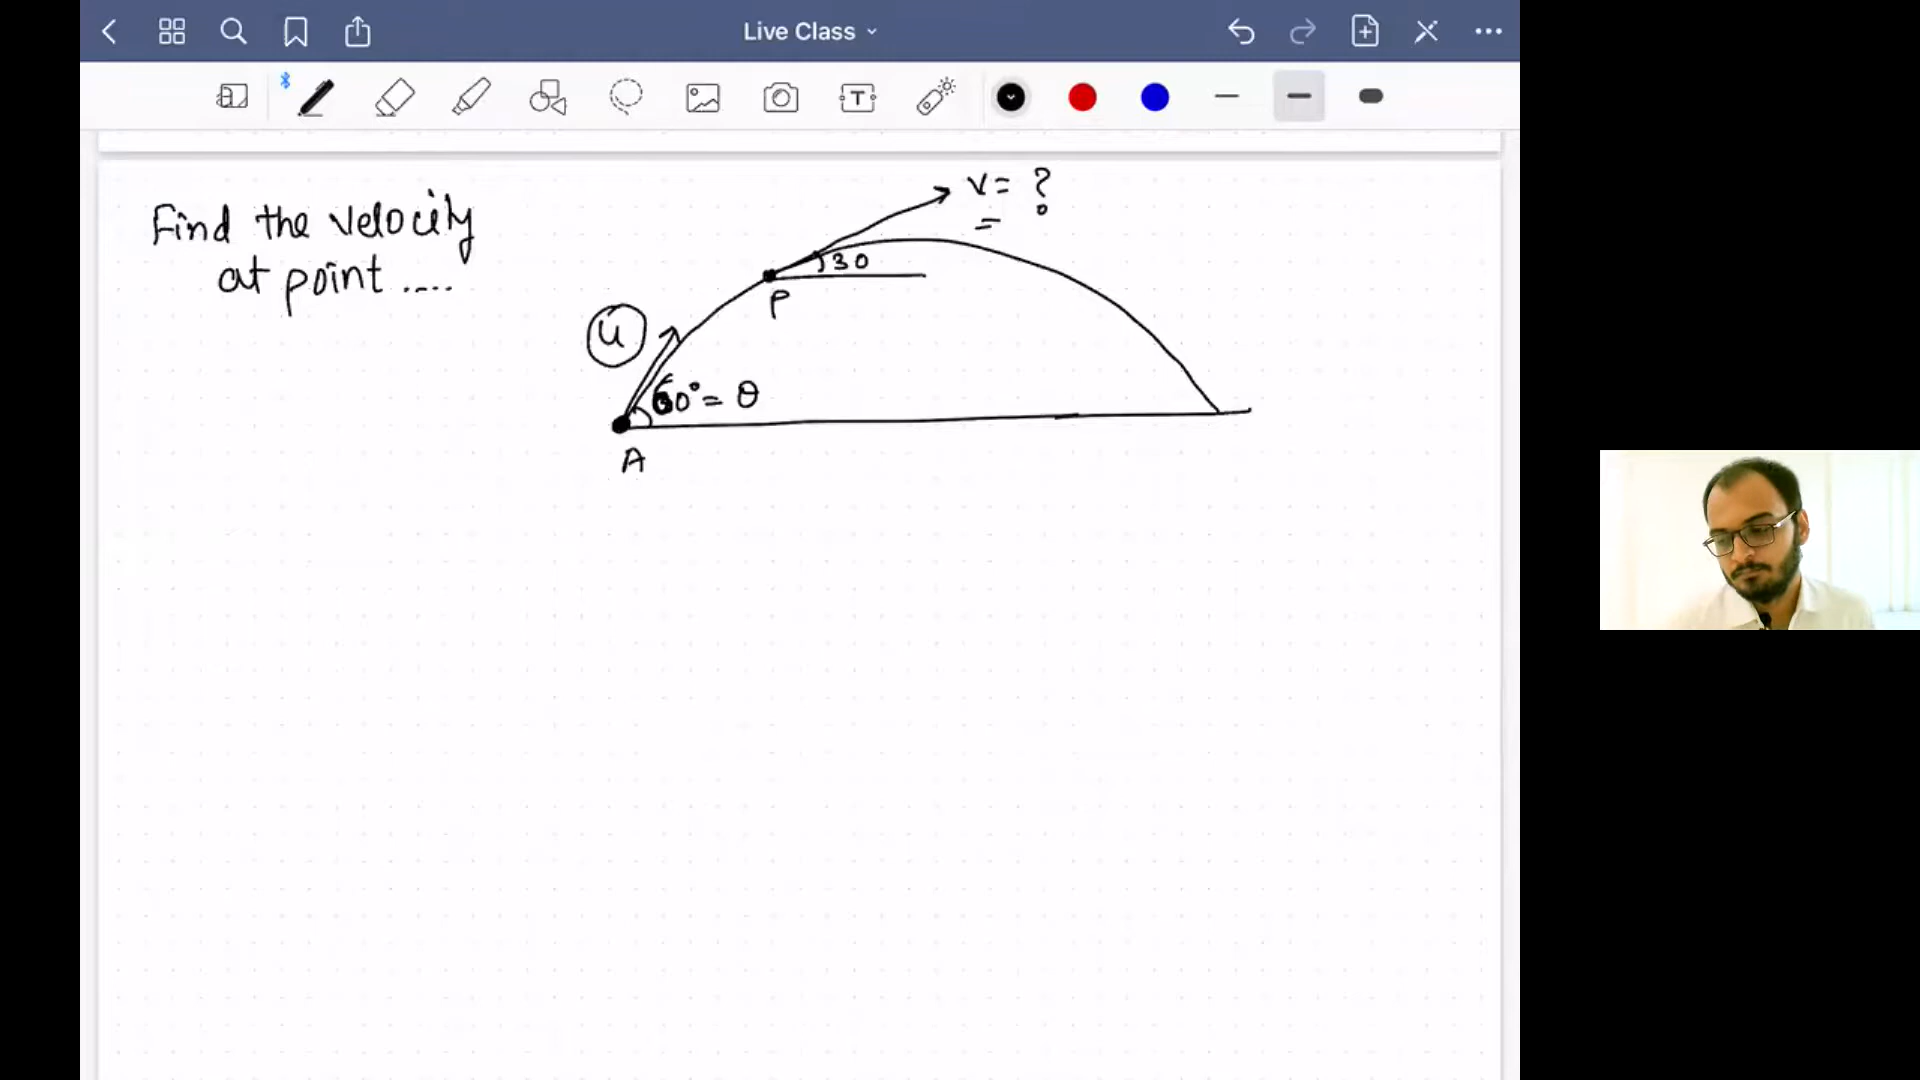 Live Class
Find the velocity
at point ....
v = ?
=
30
P
u
60° = θ
A